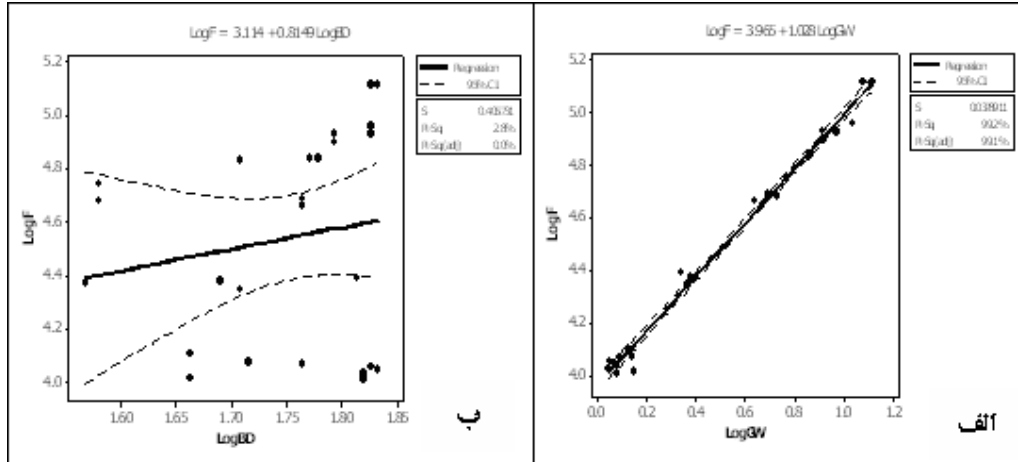 LogF = 3.114 + 0.8149 LogBD
Regression
95% CI
S
R-Sq 2.8%
R-Sq(adj) 0.0%
5.2
5.0
4.8
4.6
4.4
4.2
4.0
LogF
1.60 1.65 1.70 1.75 1.80 1.85
LogBD
ب
LogF = 3.965 + 1.028 LogGW
Regression
95% CI
S 0.038911
R-Sq 99.2%
R-Sq(adj) 99.1%
5.2
5.0
4.8
4.6
4.4
4.2
4.0
LogF
0.0 0.2 0.4 0.6 0.8 1.0 1.2
LogGW
الف